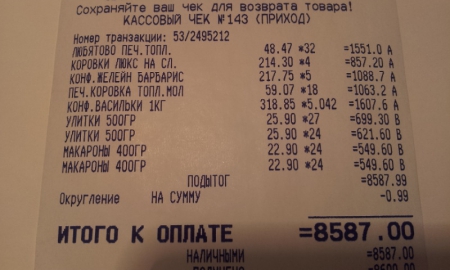 Сохраняйте ваш чек для возврата товара!
КАССОВЫЙ ЧЕК №143 (ПРИХОД)
Номер транзакции: 53/2495212
ЛЮБЯТОВО ПЕЧ.ТОПЛ. 48.47 *32 =1551.0 А
КОРОВКИ ЛЮКС НА СЛ. 214.30 *4 =857.20 А
КОНФ.ЖЕЛЕЙН БАРБАРИС 217.75 *5 =1088.7 А
ПЕЧ.КОРОВКА ТОПЛ.МОЛ 59.07 *18 =1063.2 А
КОНФ.ВАСИЛЬКИ 1КГ 318.85 *5.042 =1607.6 А
УЛИТКИ 500ГР 25.90 *27 =699.30 В
УЛИТКИ 500ГР 25.90 *24 =621.60 В
МАКАРОНЫ 400ГР 22.90 *24 =549.60 В
МАКАРОНЫ 400ГР 22.90 *24 =549.60 В
ПОДЫТОГ =8587.99
Округление НА СУММУ -0.99
ИТОГО К ОПЛАТЕ =8587.00
НАЛИЧНЫМИ =8587.00